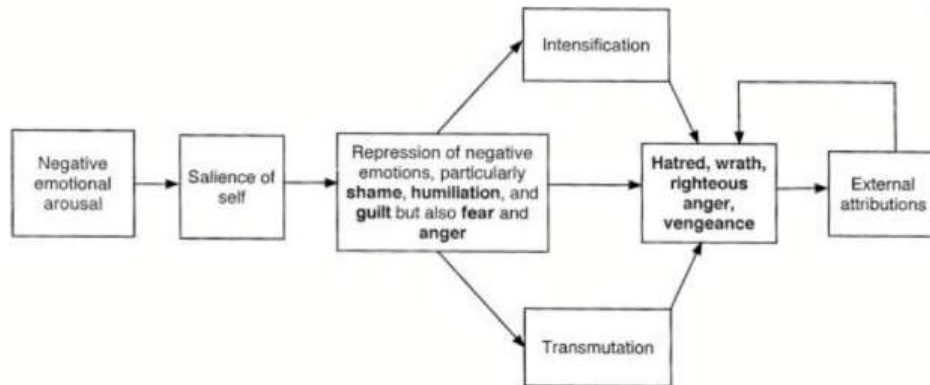 Intensification
Negative
emotional
arousal
Salience of
self
Repression of negative
emotions, particularly
shame, humiliation, and
guilt but also fear and
anger
Hatred, wrath,
righteous
anger,
vengeance
External
attributions
Transmutation